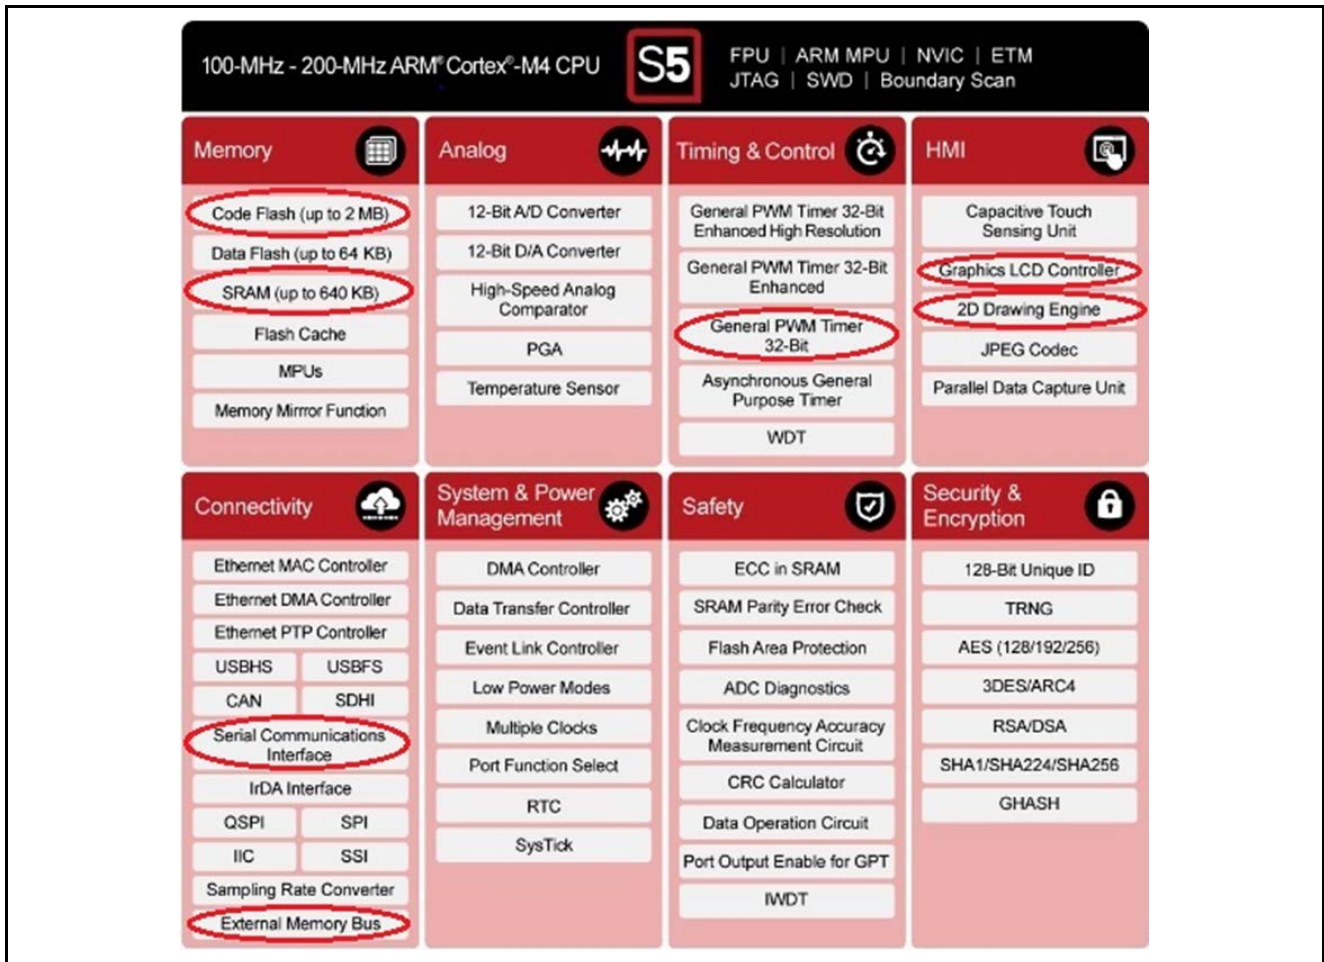 100-MHz - 200-MHz ARM® Cortex®-M4 CPU
S5
FPU | ARM MPU | NVIC | ETM
JTAG | SWD | Boundary Scan
Memory
Code Flash (up to 2 MB)
Data Flash (up to 64 KB)
SRAM (up to 640 KB)
Flash Cache
MPUs
Memory Mirrror Function
Analog
12-Bit A/D Converter
12-Bit D/A Converter
High-Speed Analog
Comparator
PGA
Temperature Sensor
Timing & Control
General PWM Timer 32-Bit
Enhanced High Resolution
General PWM Timer 32-Bit
Enhanced
General PWM Timer
32-Bit
Asynchronous General
Purpose Timer
WDT
HMI
Capacitive Touch
Sensing Unit
Graphics LCD Controller
2D Drawing Engine
JPEG Codec
Parallel Data Capture Unit
Connectivity
Ethernet MAC Controller
Ethernet DMA Controller
Ethernet PTP Controller
USBHS USBFS
CAN SDHI
Serial Communications
Interface
IrDA Interface
QSPI SPI
IIC SSI
Sampling Rate Converter
External Memory Bus
System & Power
Management
DMA Controller
Data Transfer Controller
Event Link Controller
Low Power Modes
Multiple Clocks
Port Function Select
RTC
SysTick
Safety
ECC in SRAM
SRAM Parity Error Check
Flash Area Protection
ADC Diagnostics
Clock Frequency Accuracy
Measurement Circuit
CRC Calculator
Data Operation Circuit
Port Output Enable for GPT
IWDT
Security &
Encryption
128-Bit Unique ID
TRNG
AES (128/192/256)
3DES/ARC4
RSA/DSA
SHA1/SHA224/SHA256
GHASH